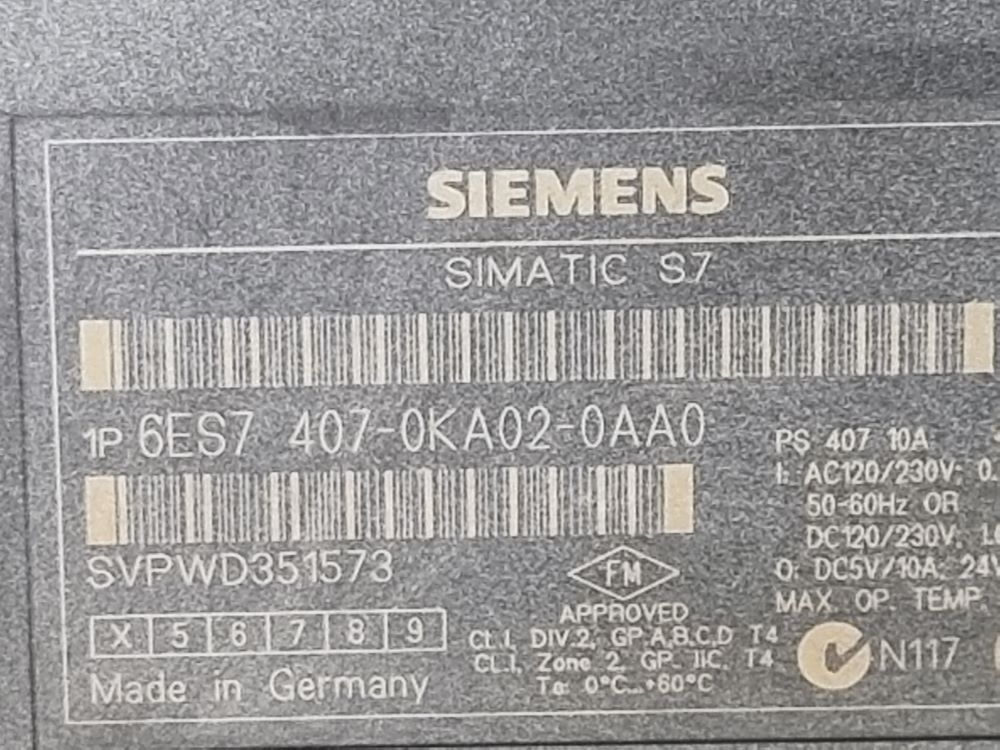 SIEMENS
SIMATIC S7
1P 6ES7 407-0KA02-0AA0
SVPWD351573
X 5 6 7 8 9
Made in Germany
FM
APPROVED
CL.I, DIV.2, GP.A,B,C,D T4
CL.I, Zone 2, GP. IIC, T4
Ta: 0°C...+60°C
PS 407 10A
I: AC120/230V; 0.
50-60Hz OR
DC120/230V,
O: DC5V/10A; 24V
MAX. OP. TEMP.
N117